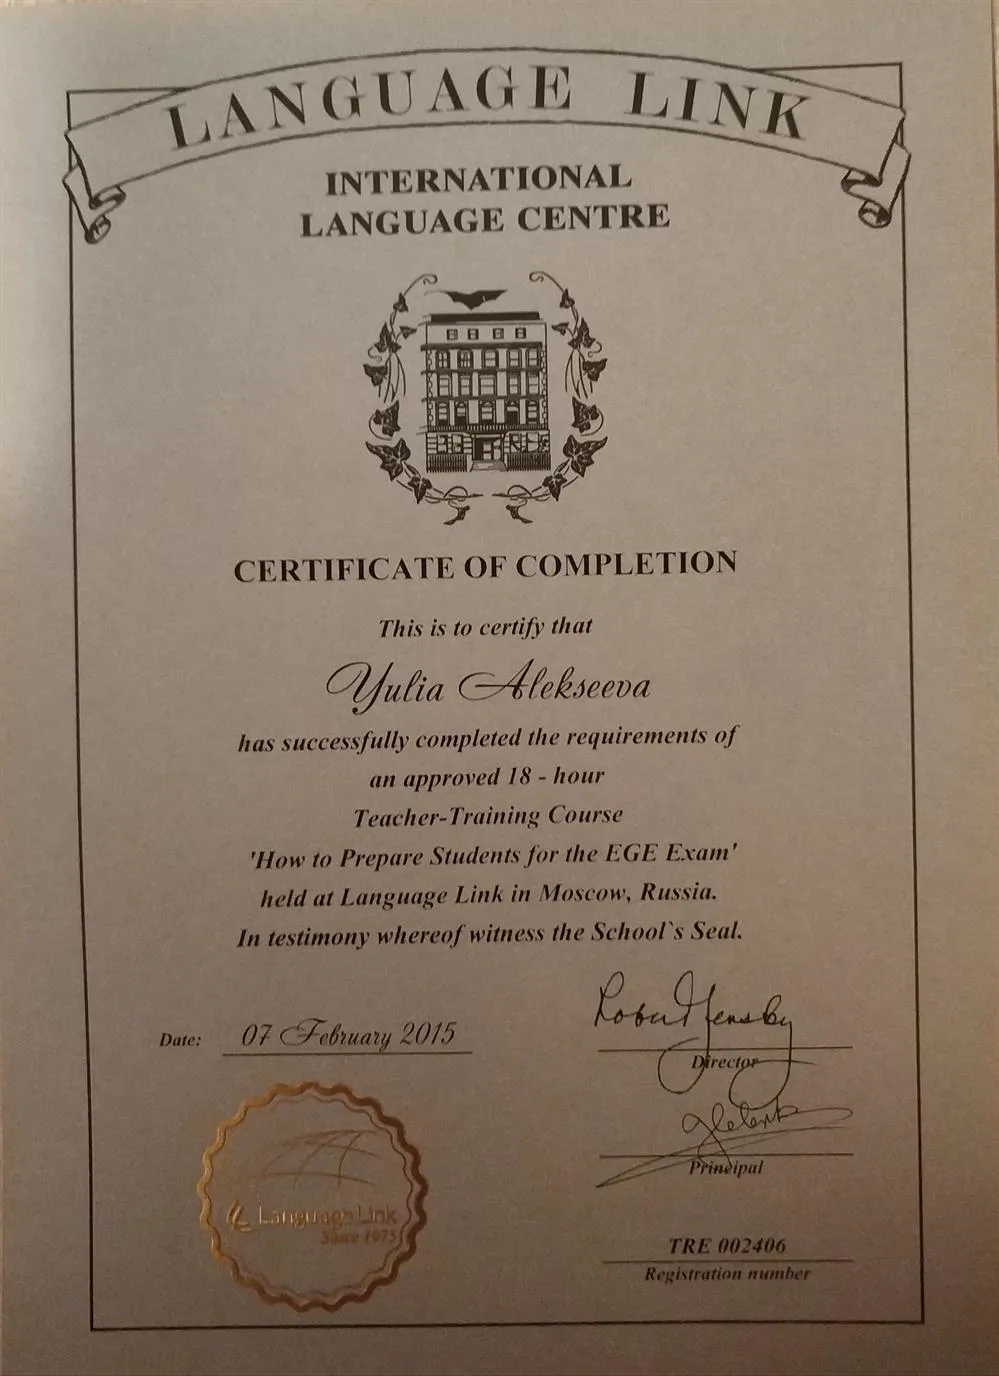 LANGUAGE LINK
INTERNATIONAL
LANGUAGE CENTRE
CERTIFICATE OF COMPLETION
This is to certify that
Yulia Alekseeva
has successfully completed the requirements of
an approved 18 - hour
Teacher-Training Course
'How to Prepare Students for the EGE Exam'
held at Language Link in Moscow, Russia.
In testimony whereof witness the School`s Seal.
Date: 07 February 2015
Director
Principal
Language Link
Since 1975
TRE 002406
Registration number